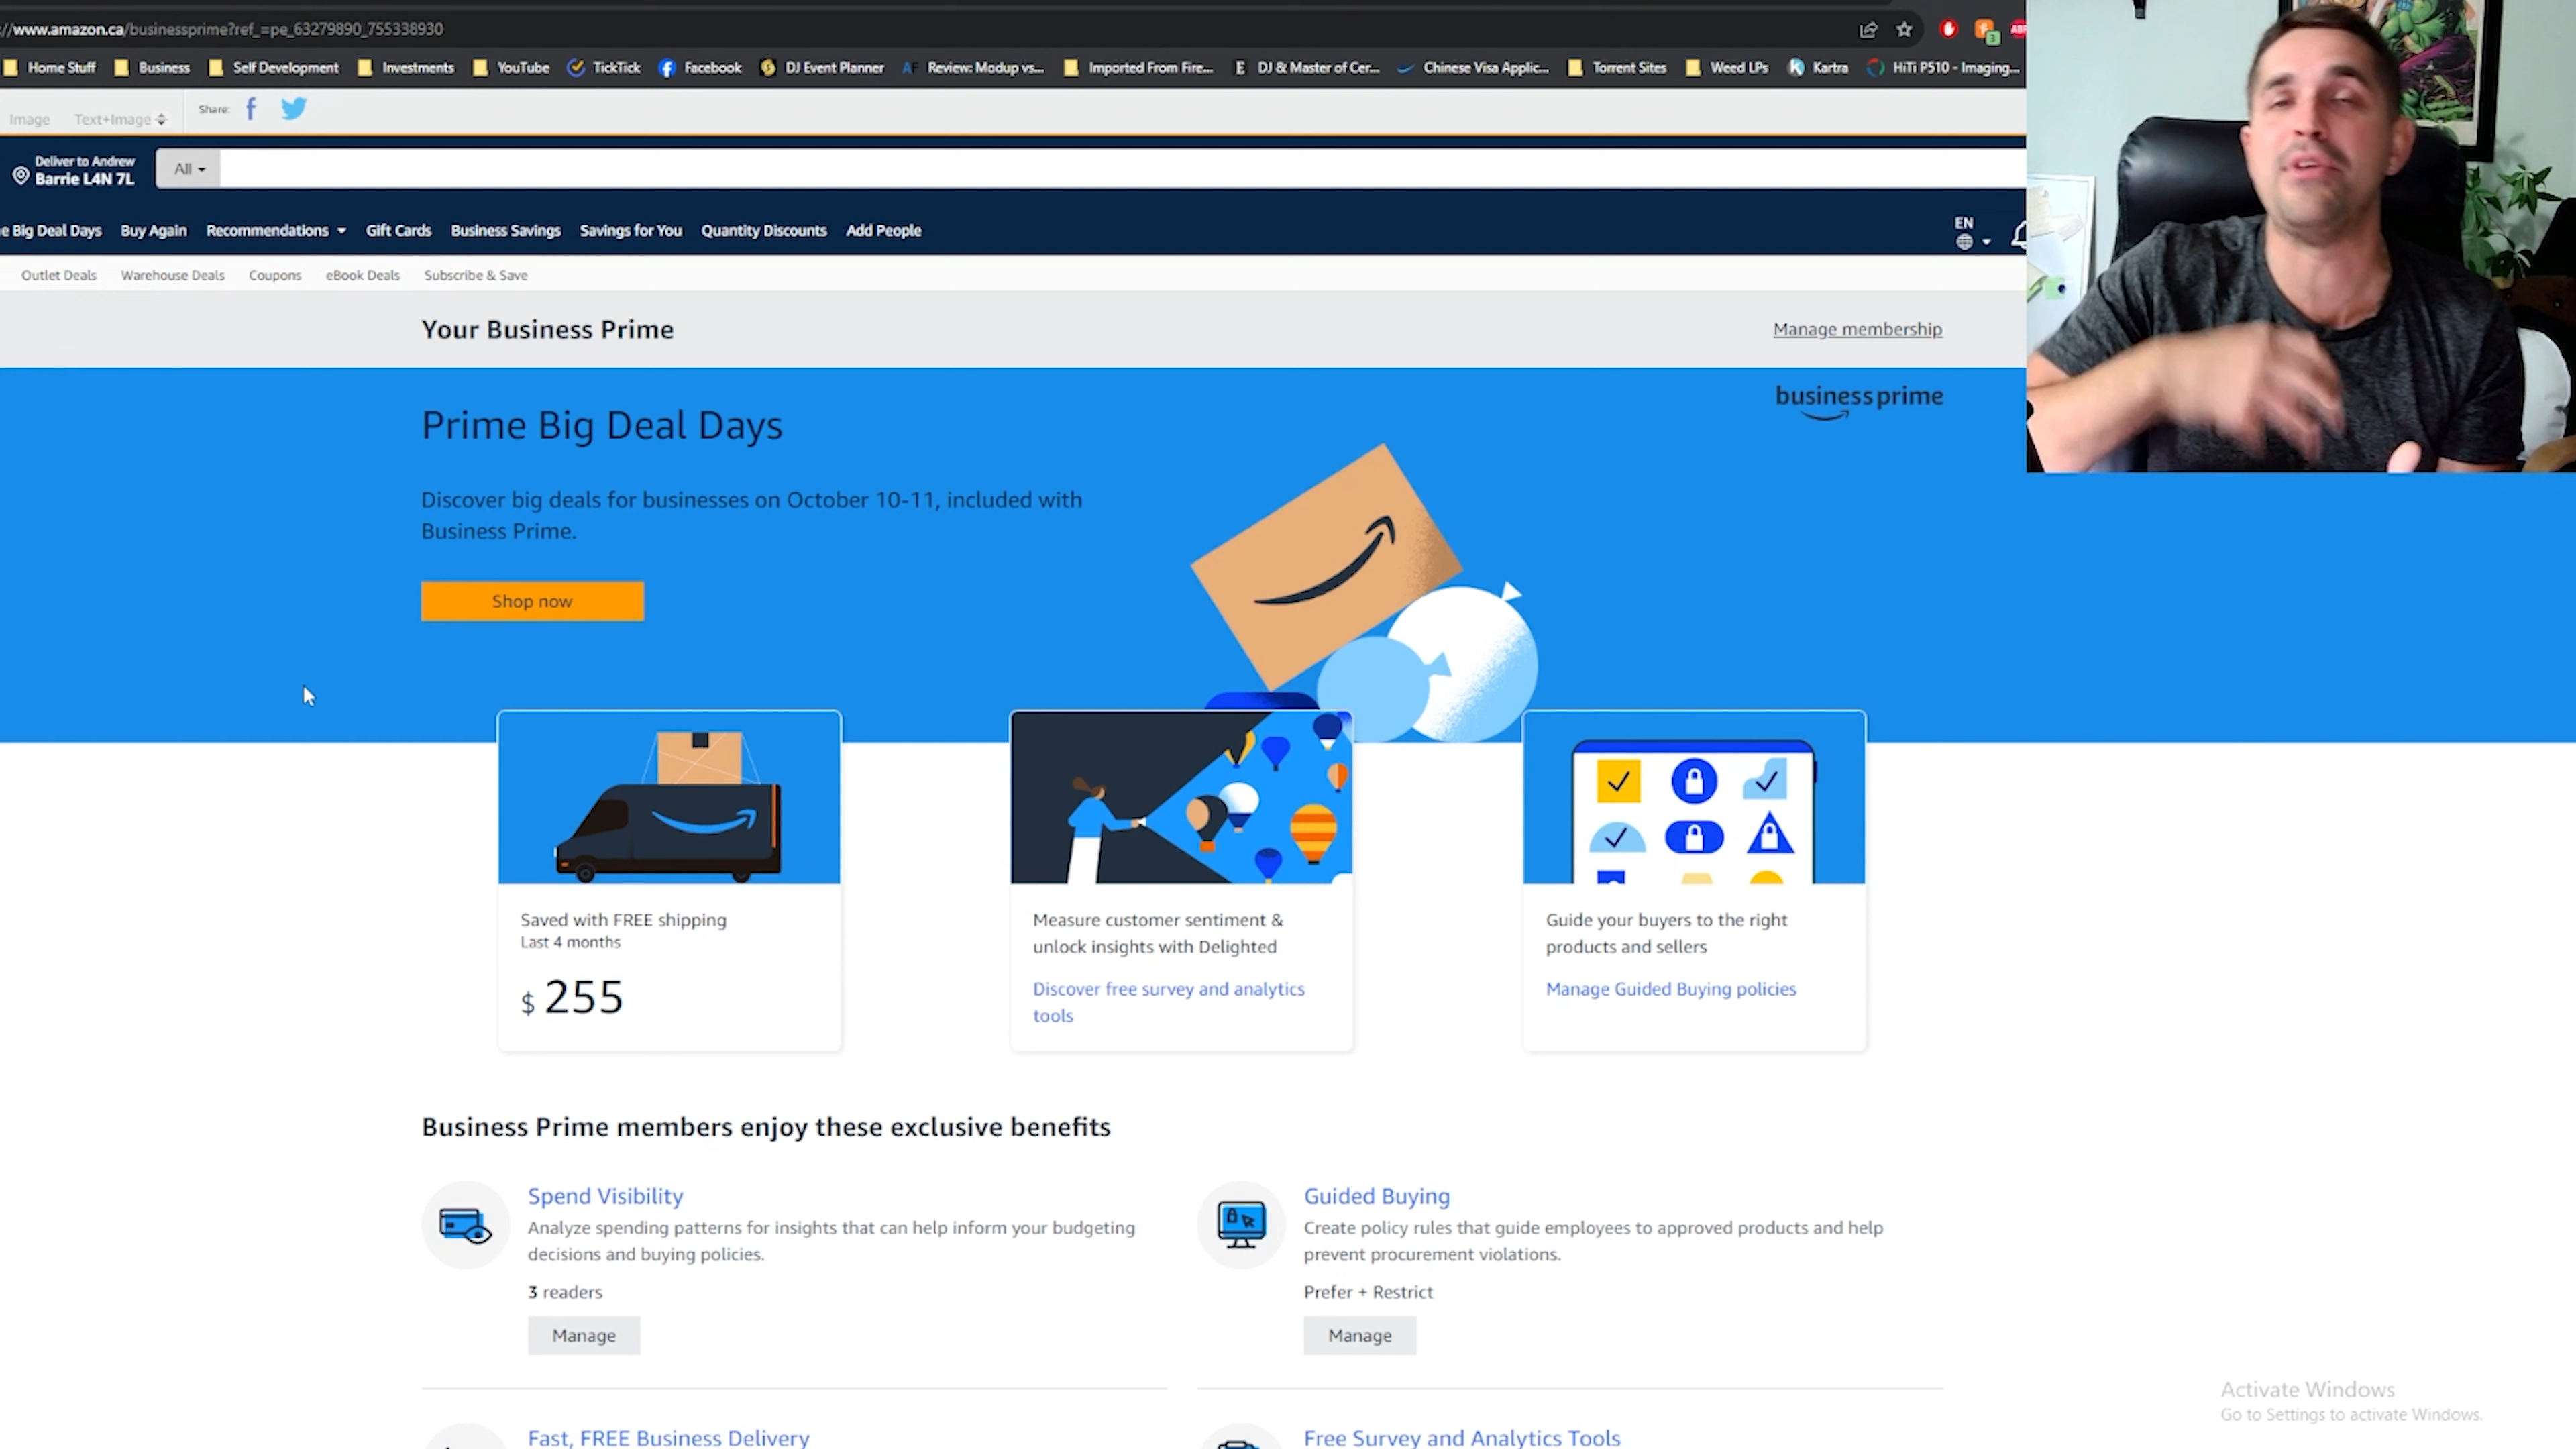 //www.amazon.ca/businessprime?ref_=pe_63279890_755338930
3
Home Stuff Business Self Development Investments YouTube TickTick Facebook DJ Event Planner Review: Modup vs... Imported From Fire... DJ & Master of Cer... Chinese Visa Applic... Torrent Sites Weed LPs Kartra HiTi P510 - Imaging...
Image Text+Image Share:
Deliver to Andrew
Barrie L4N 7L
All
e Big Deal Days Buy Again Recommendations Gift Cards Business Savings Savings for You Quantity Discounts Add People
EN
Outlet Deals Warehouse Deals Coupons eBook Deals Subscribe & Save
Your Business Prime
Manage membership
business prime
Prime Big Deal Days
Discover big deals for businesses on October 10-11, included with
Business Prime.
Shop now
Saved with FREE shipping
Last 4 months
$ 255
Measure customer sentiment &
unlock insights with Delighted
Discover free survey and analytics
tools
Guide your buyers to the right
products and sellers
Manage Guided Buying policies
Business Prime members enjoy these exclusive benefits
Spend Visibility
Analyze spending patterns for insights that can help inform your budgeting
decisions and buying policies.
3 readers
Manage
Guided Buying
Create policy rules that guide employees to approved products and help
prevent procurement violations.
Prefer + Restrict
Manage
Fast, FREE Business Delivery
Free Survey and Analytics Tools
Activate Windows
Go to Settings to activate Windows.